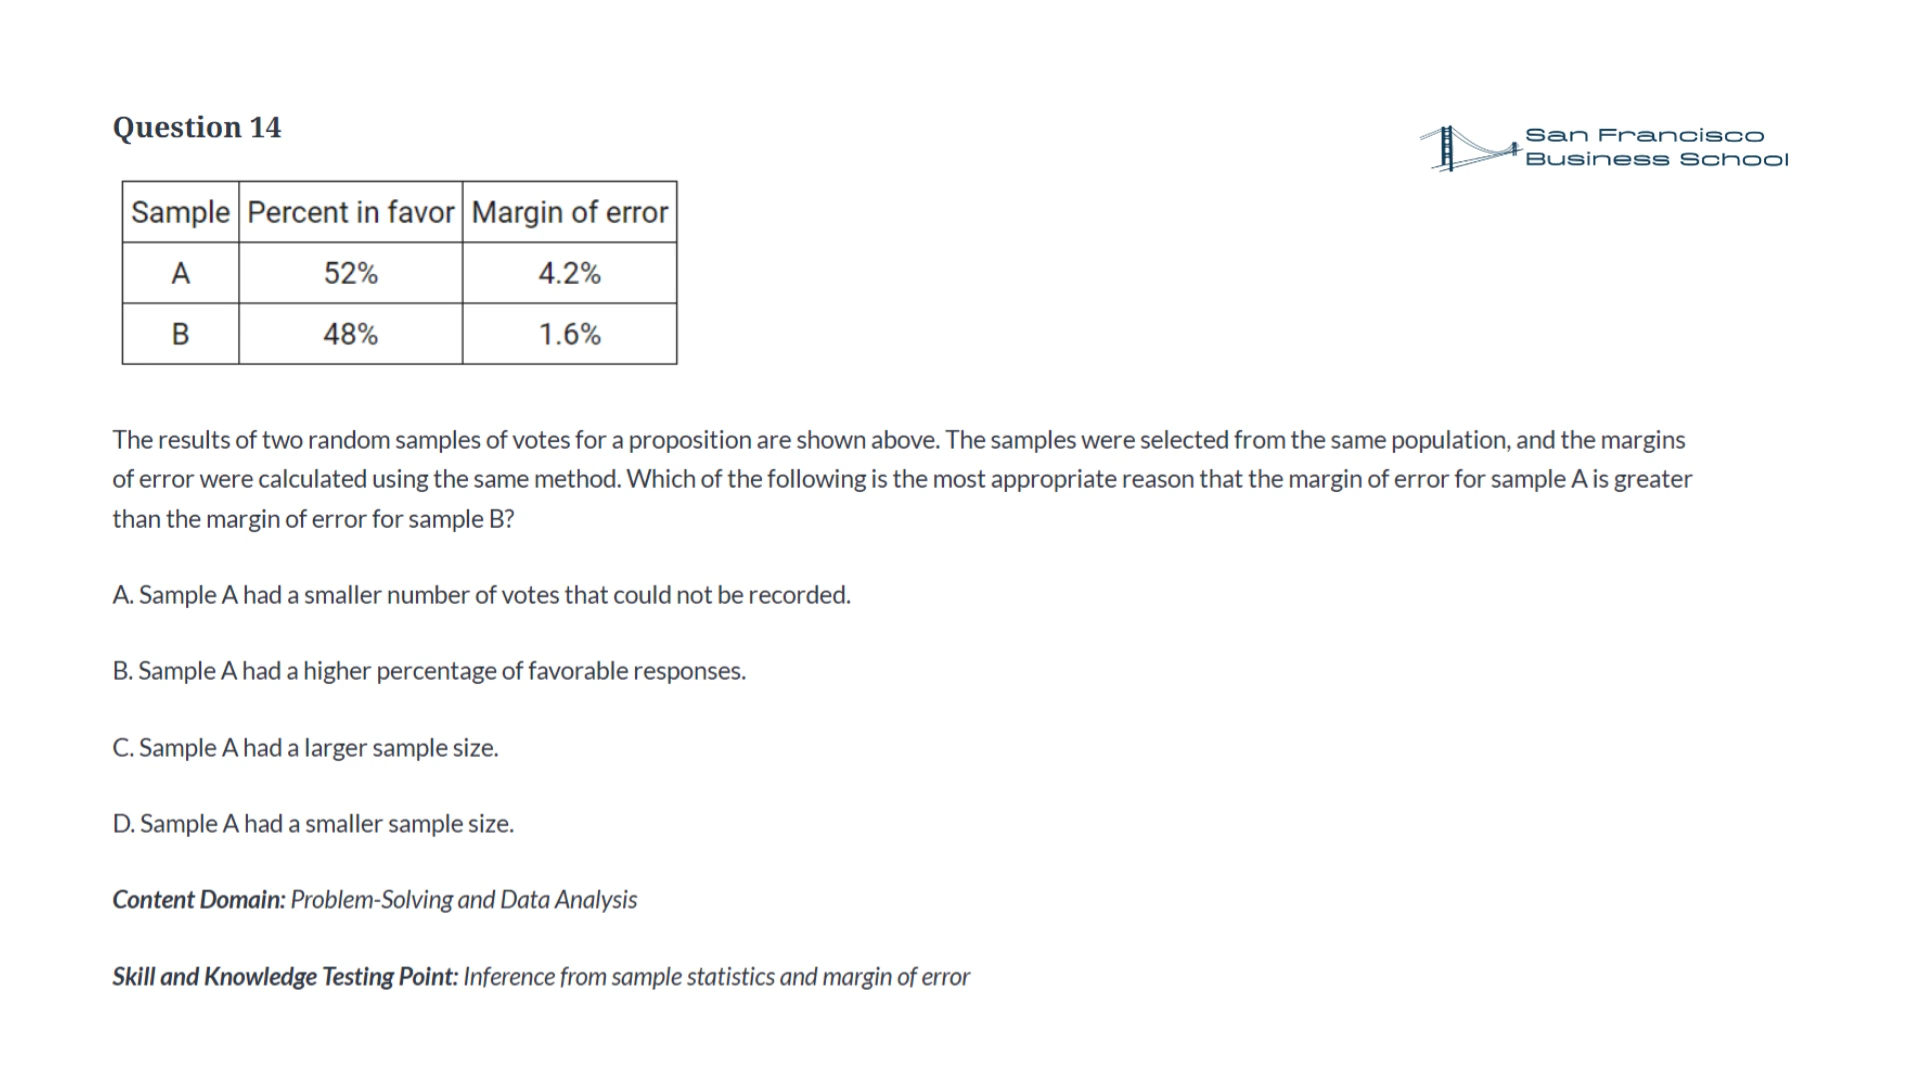 Question 14
San Francisco
Business School
Sample Percent in favor Margin of error
A 52% 4.2%
B 48% 1.6%
The results of two random samples of votes for a proposition are shown above. The samples were selected from the same population, and the margins
of error were calculated using the same method. Which of the following is the most appropriate reason that the margin of error for sample A is greater
than the margin of error for sample B?
A. Sample A had a smaller number of votes that could not be recorded.
B. Sample A had a higher percentage of favorable responses.
C. Sample A had a larger sample size.
D. Sample A had a smaller sample size.
Content Domain: Problem-Solving and Data Analysis
Skill and Knowledge Testing Point: Inference from sample statistics and margin of error